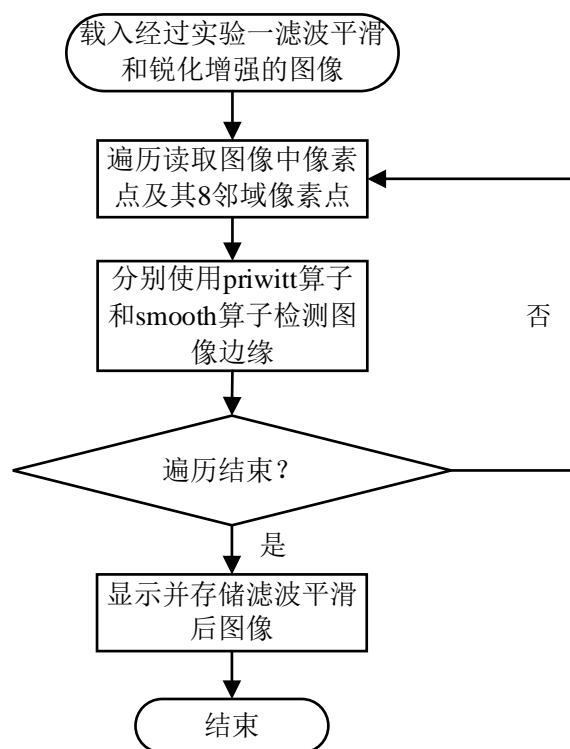 载入经过实验一滤波平滑
和锐化增强的图像
遍历读取图像中像素
点及其8邻域像素点
分别使用priwitt算子
和smooth算子检测图
像边缘
否
遍历结束?
是
显示并存储滤波平滑
后图像
结束